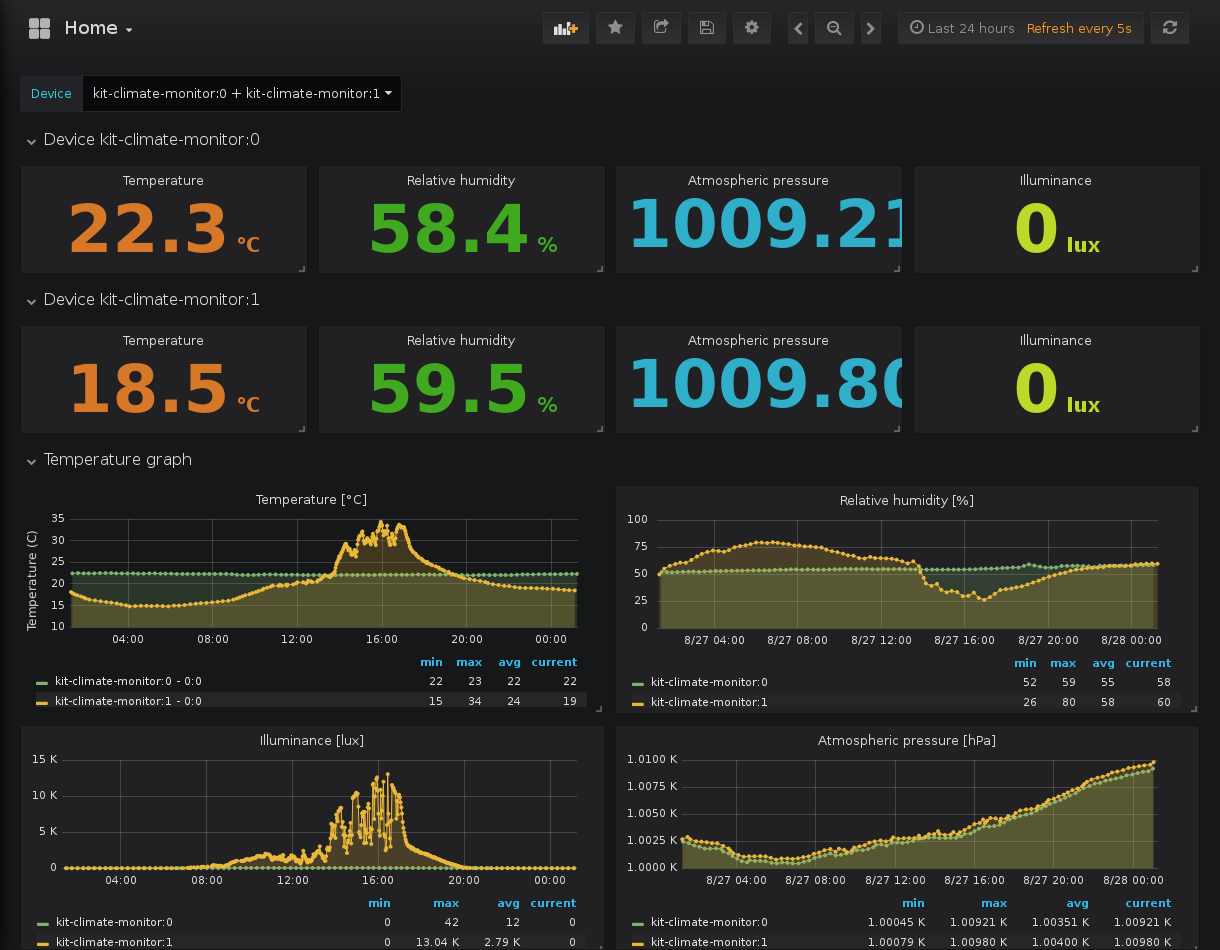 Home
Last 24 hours Refresh every 5s
Device kit-climate-monitor:0 + kit-climate-monitor:1
Device kit-climate-monitor:0
Temperature
22.3 °C
Relative humidity
58.4 %
Atmospheric pressure
1009.21
Illuminance
0 lux
Device kit-climate-monitor:1
Temperature
18.5 °C
Relative humidity
59.5 %
Atmospheric pressure
1009.80
Illuminance
0 lux
Temperature graph
Temperature [°C]
Temperature (C)
35
30
25
20
15
10
04:00 08:00 12:00 16:00 20:00 00:00
min max avg current
kit-climate-monitor:0 - 0:0 22 23 22 22
kit-climate-monitor:1 - 0:0 15 34 24 19
Relative humidity [%]
100
75
50
25
0
8/27 04:00 8/27 08:00 8/27 12:00 8/27 16:00 8/27 20:00 8/28 00:00
min max avg current
kit-climate-monitor:0 52 59 55 58
kit-climate-monitor:1 26 80 58 60
Illuminance [lux]
15 K
10 K
5 K
0
04:00 08:00 12:00 16:00 20:00 00:00
min max avg current
kit-climate-monitor:0 0 42 12 0
kit-climate-monitor:1 0 13.04 K 2.79 K 0
Atmospheric pressure [hPa]
1.0100 K
1.0075 K
1.0050 K
1.0025 K
1.0000 K
8/27 04:00 8/27 08:00 8/27 12:00 8/27 16:00 8/27 20:00 8/28 00:00
min max avg current
kit-climate-monitor:0 1.00045 K 1.00921 K 1.00351 K 1.00921 K
kit-climate-monitor:1 1.00079 K 1.00980 K 1.00400 K 1.00980 K